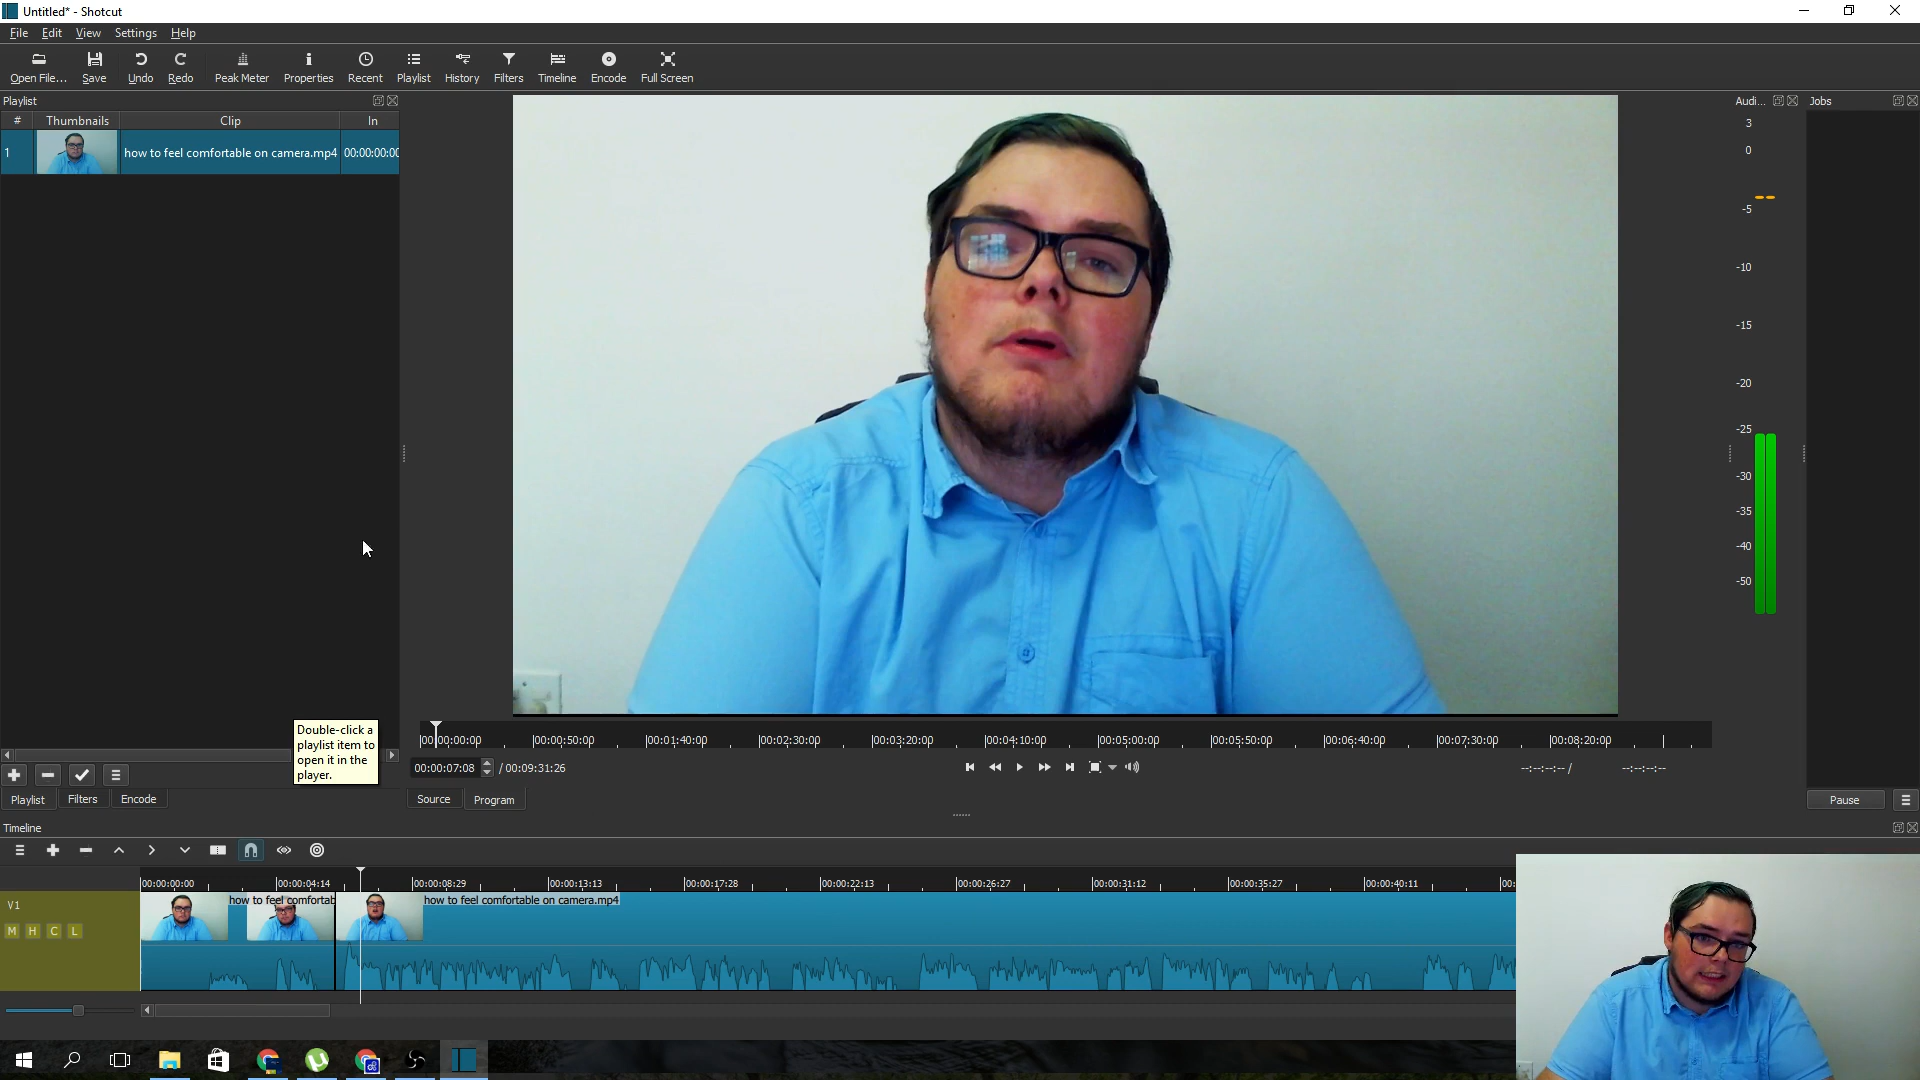 Untitled* - Shotcut
File Edit View Settings Help
Open File... Save Undo Redo Peak Meter Properties Recent Playlist History Filters Timeline Encode Full Screen
Playlist
# Thumbnails Clip In
1 how to feel comfortable on camera.mp4 00:00:00:00
Audi... Jobs
3
0
-5
-10
-15
-20
-25
-30
-35
-40
-50
Double-click a
playlist item to
open it in the
player.
00:00:00:00 00:00:50:00 00:01:40:00 00:02:30:00 00:03:20:00 00:04:10:00 00:05:00:00 00:05:50:00 00:06:40:00 00:07:30:00 00:08:20:00
00:00:07:08 / 00:09:31:26 --:--:--:-- / --:--:--:--
Playlist Filters Encode
Source Program
Pause
Timeline
00:00:00:00 00:00:04:14 00:00:08:29 00:00:13:13 00:00:17:28 00:00:22:13 00:00:26:27 00:00:31:12 00:00:35:27 00:00:40:11 00:
V1
how to feel comfortab how to feel comfortable on camera.mp4
M H C L